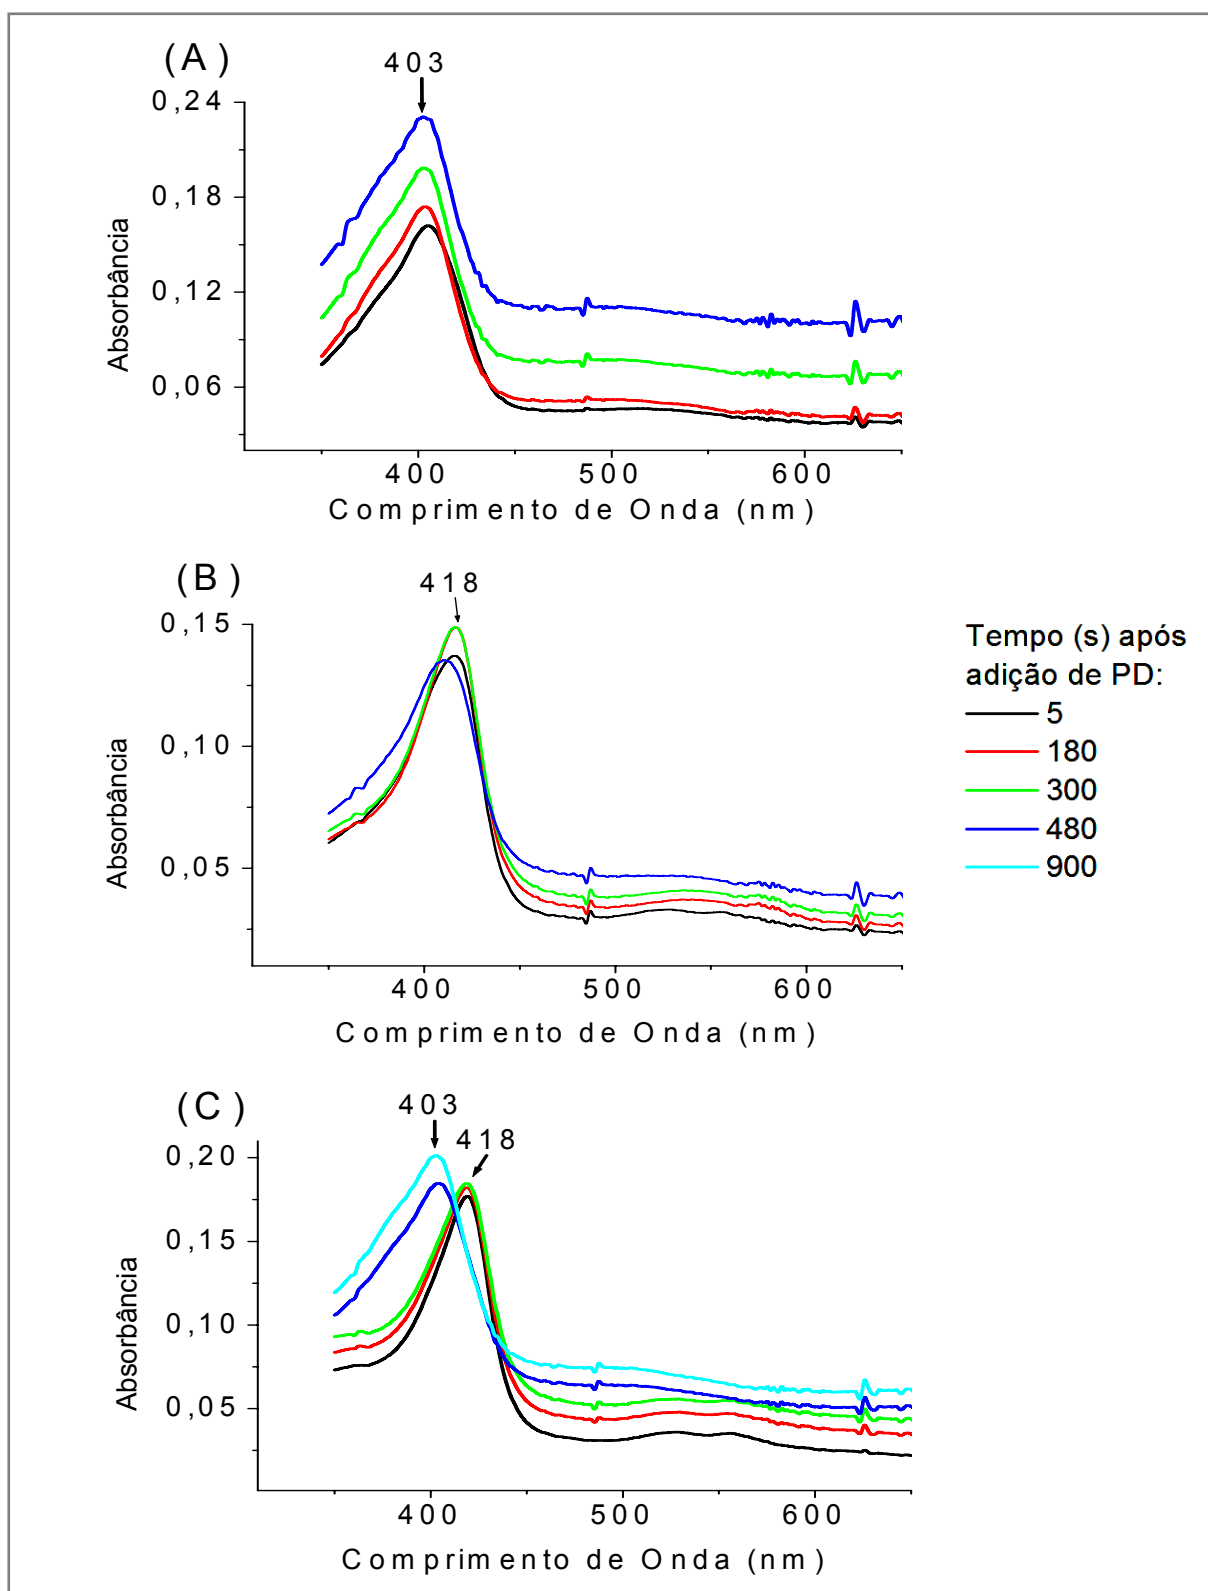 (A)
403
0,24
0,18
0,12
0,06
Absorbância
400 500 600
Comprimento de Onda (nm)
(B)
418
0,15
0,10
0,05
Absorbância
400 500 600
Comprimento de Onda (nm)
Tempo (s) após
adição de PD:
5
180
300
480
900
(C)
403
418
0,20
0,15
0,10
0,05
Absorbância
400 500 600
Comprimento de Onda (nm)